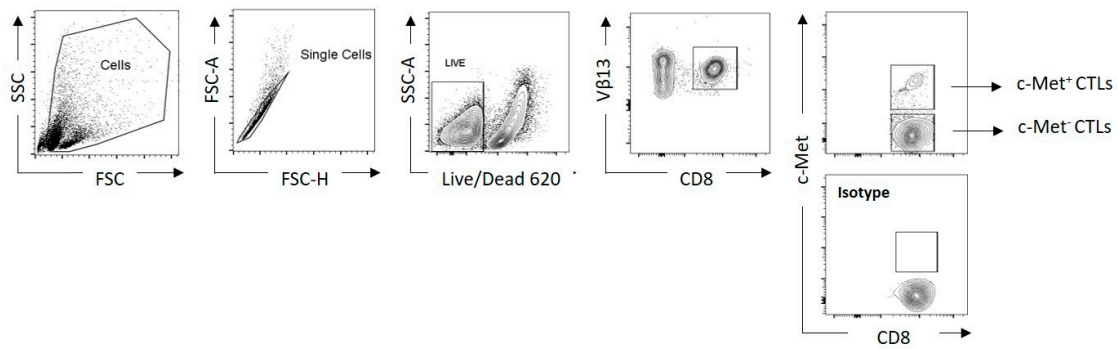 SSC
Cells
FSC
FSC-A
Single Cells
FSC-H
SSC-A
LIVE
Live/Dead 620
Vβ13
CD8
c-Met
c-Met⁺ CTLs
c-Met⁻ CTLs
Isotype
CD8